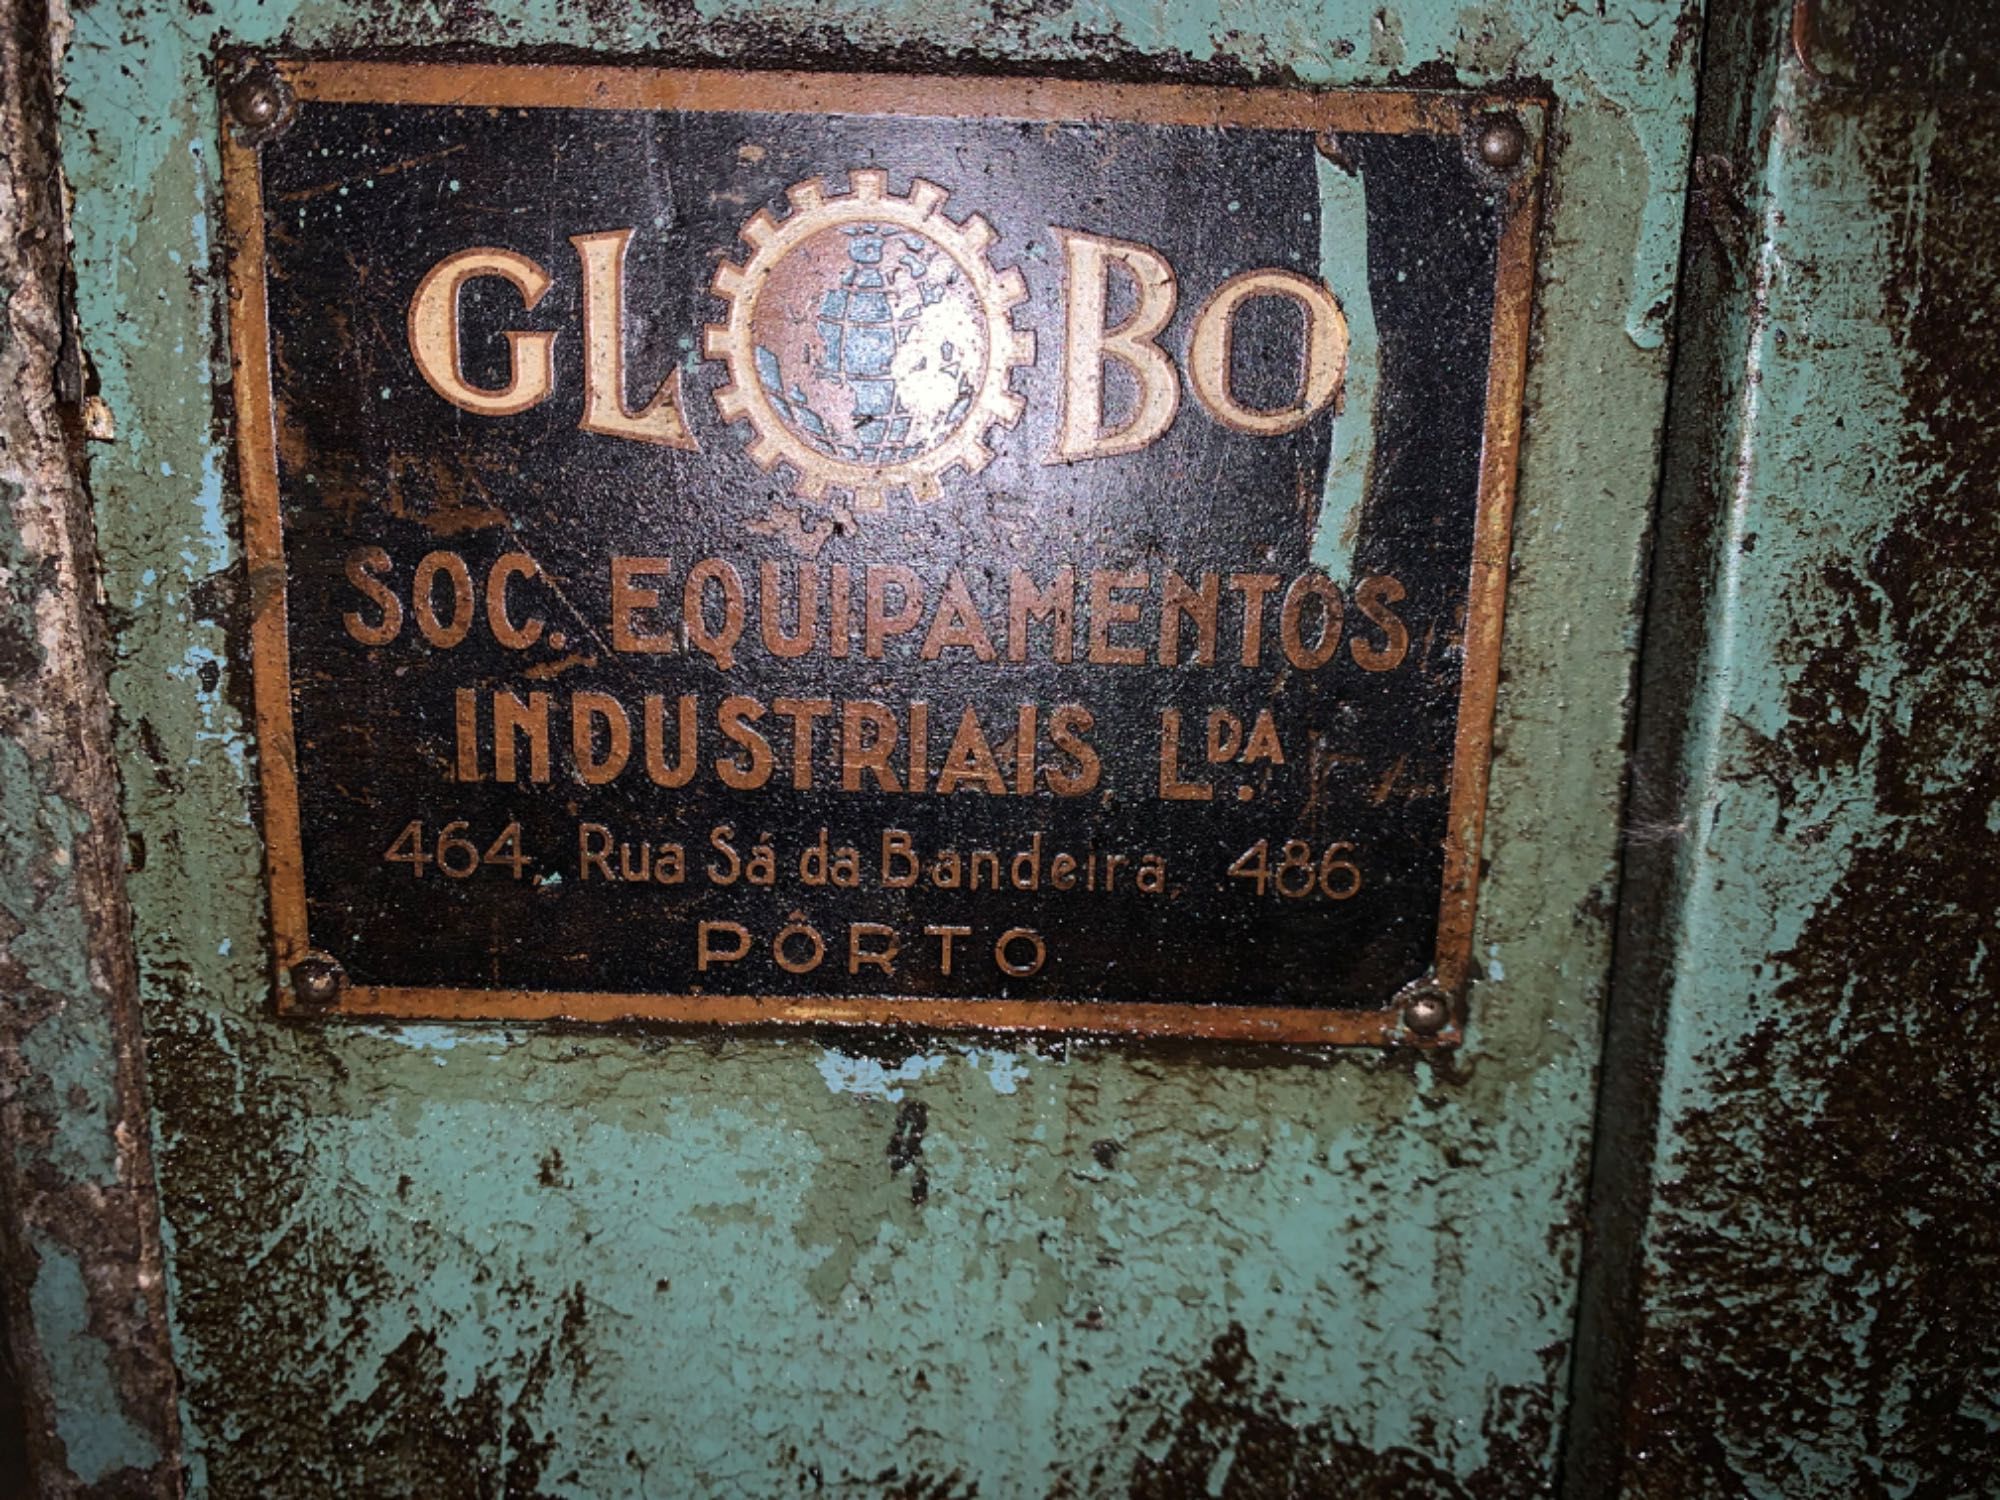 GLOBO
SOC. EQUIPAMENTOS
INDUSTRIAIS, LDA.
464, Rua Sá da Bandeira, 486
PÔRTO